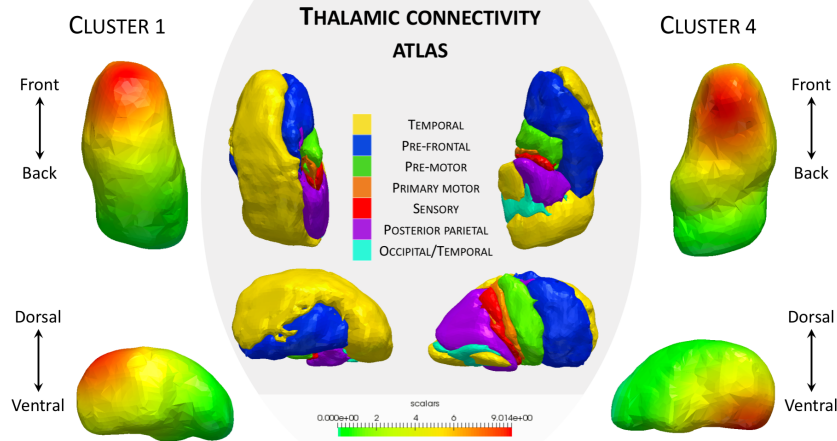 THALAMIC CONNECTIVITY
ATLAS
CLUSTER 1
Front
Back
Dorsal
Ventral
TEMPORAL
PRE-FRONTAL
PRE-MOTOR
PRIMARY MOTOR
SENSORY
POSTERIOR PARIETAL
OCCIPITAL/TEMPORAL
scalars
0.000e+00 2 4 6 9.014e+00
CLUSTER 4
Front
Back
Dorsal
Ventral